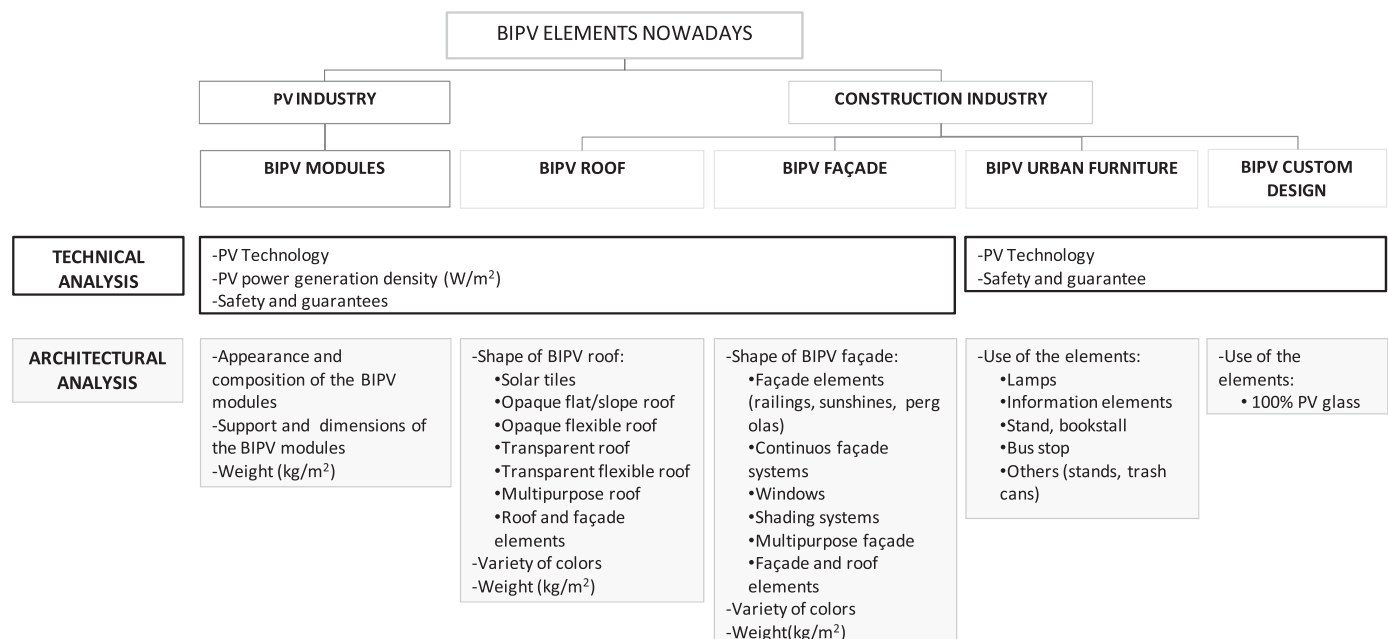 BIPV ELEMENTS NOWADAYS
PV INDUSTRY
CONSTRUCTION INDUSTRY
BIPV MODULES
BIPV ROOF
BIPV FAÇADE
BIPV URBAN FURNITURE
BIPV CUSTOM
DESIGN
TECHNICAL
ANALYSIS
-PV Technology
-PV power generation density (W/m²)
-Safety and guarantees
-PV Technology
-Safety and guarantee
ARCHITECTURAL
ANALYSIS
-Appearance and
composition of the BIPV
modules
-Support and dimensions of
the BIPV modules
-Weight (kg/m²)
-Shape of BIPV roof:
•Solar tiles
•Opaque flat/slope roof
•Opaque flexible roof
•Transparent roof
•Transparent flexible roof
•Multipurpose roof
•Roof and façade
elements
-Variety of colors
-Weight (kg/m²)
-Shape of BIPV façade:
•Façade elements
(railings, sunshines, perg
olas)
•Continuos façade
systems
•Windows
•Shading systems
•Multipurpose façade
•Façade and roof
elements
-Variety of colors
-Weight(kg/m²)
-Use of the elements:
•Lamps
•Information elements
•Stand, bookstall
•Bus stop
•Others (stands, trash
cans)
-Use of the
elements:
• 100% PV glass